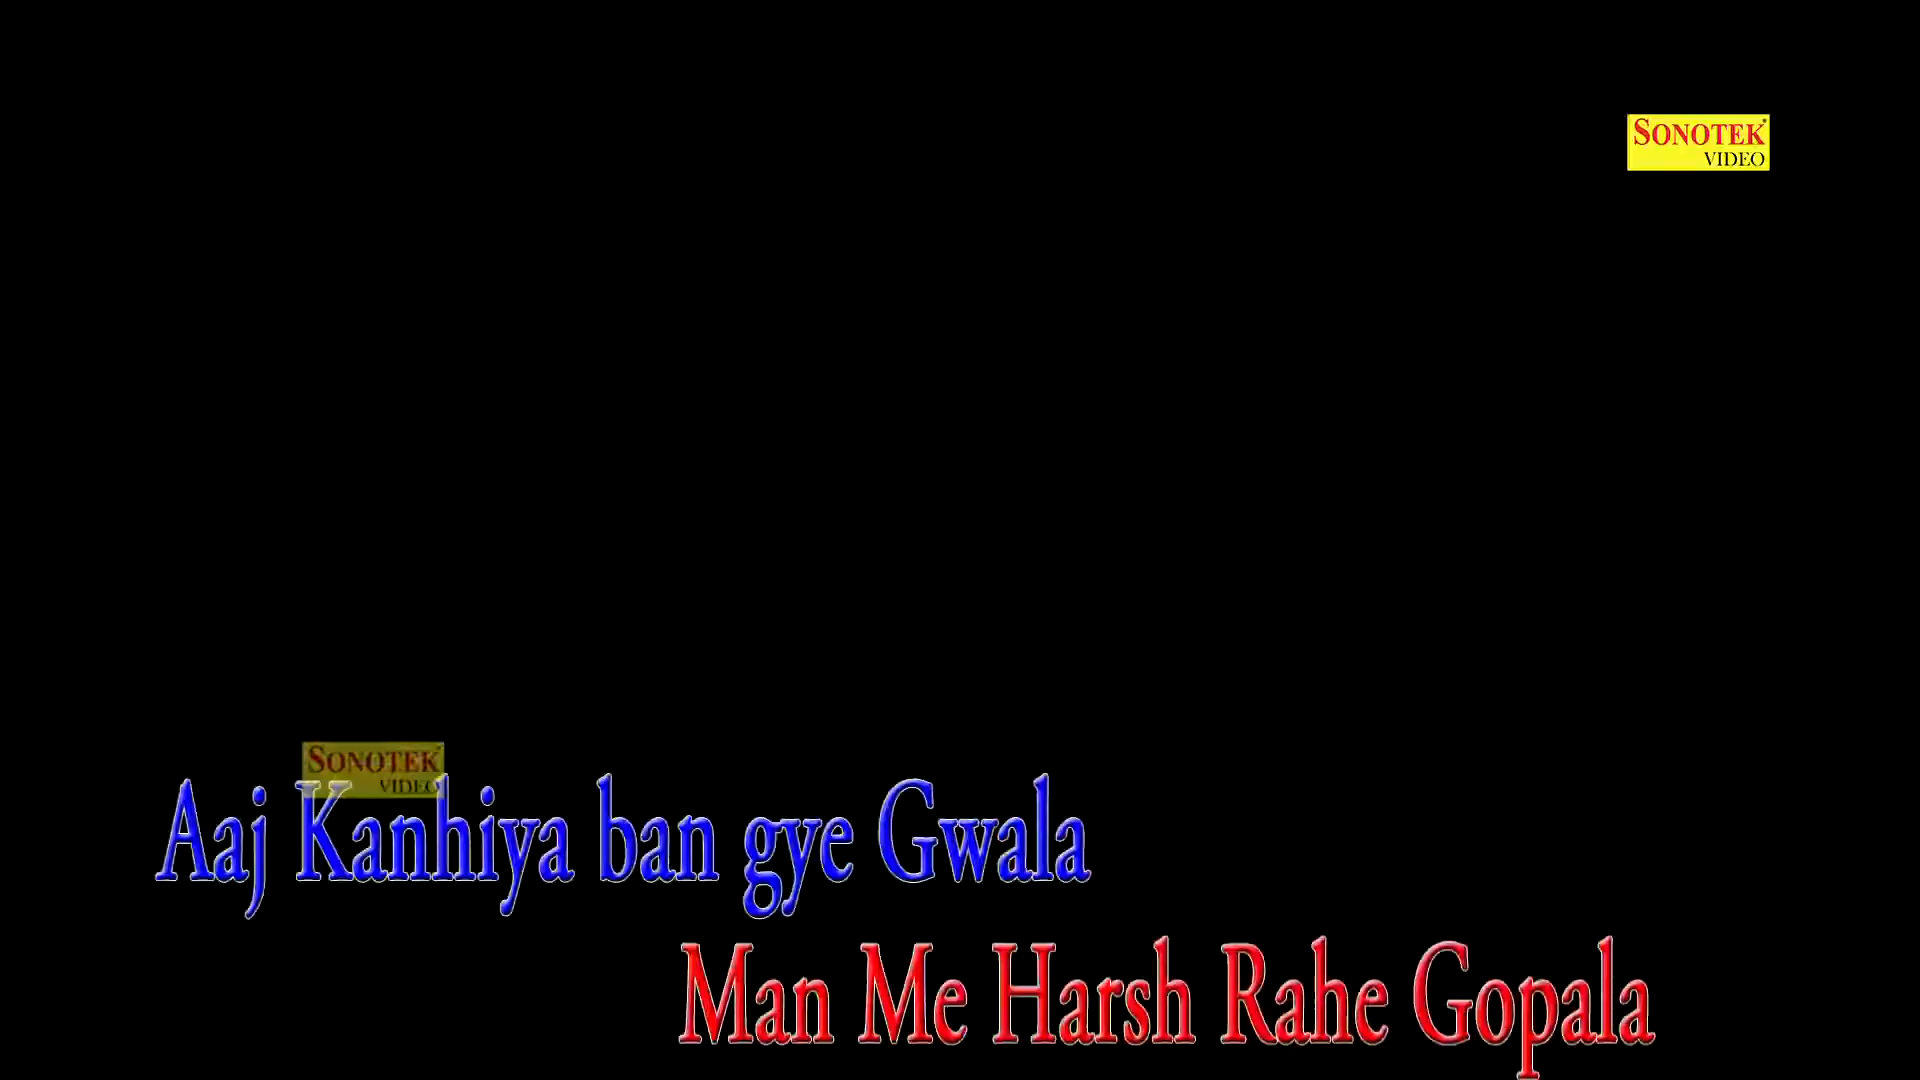 SONOTEK
VIDEO
SONOTEK
VIDEO
Aaj Kanhiya ban gye Gwala
Man Me Harsh Rahe Gopala